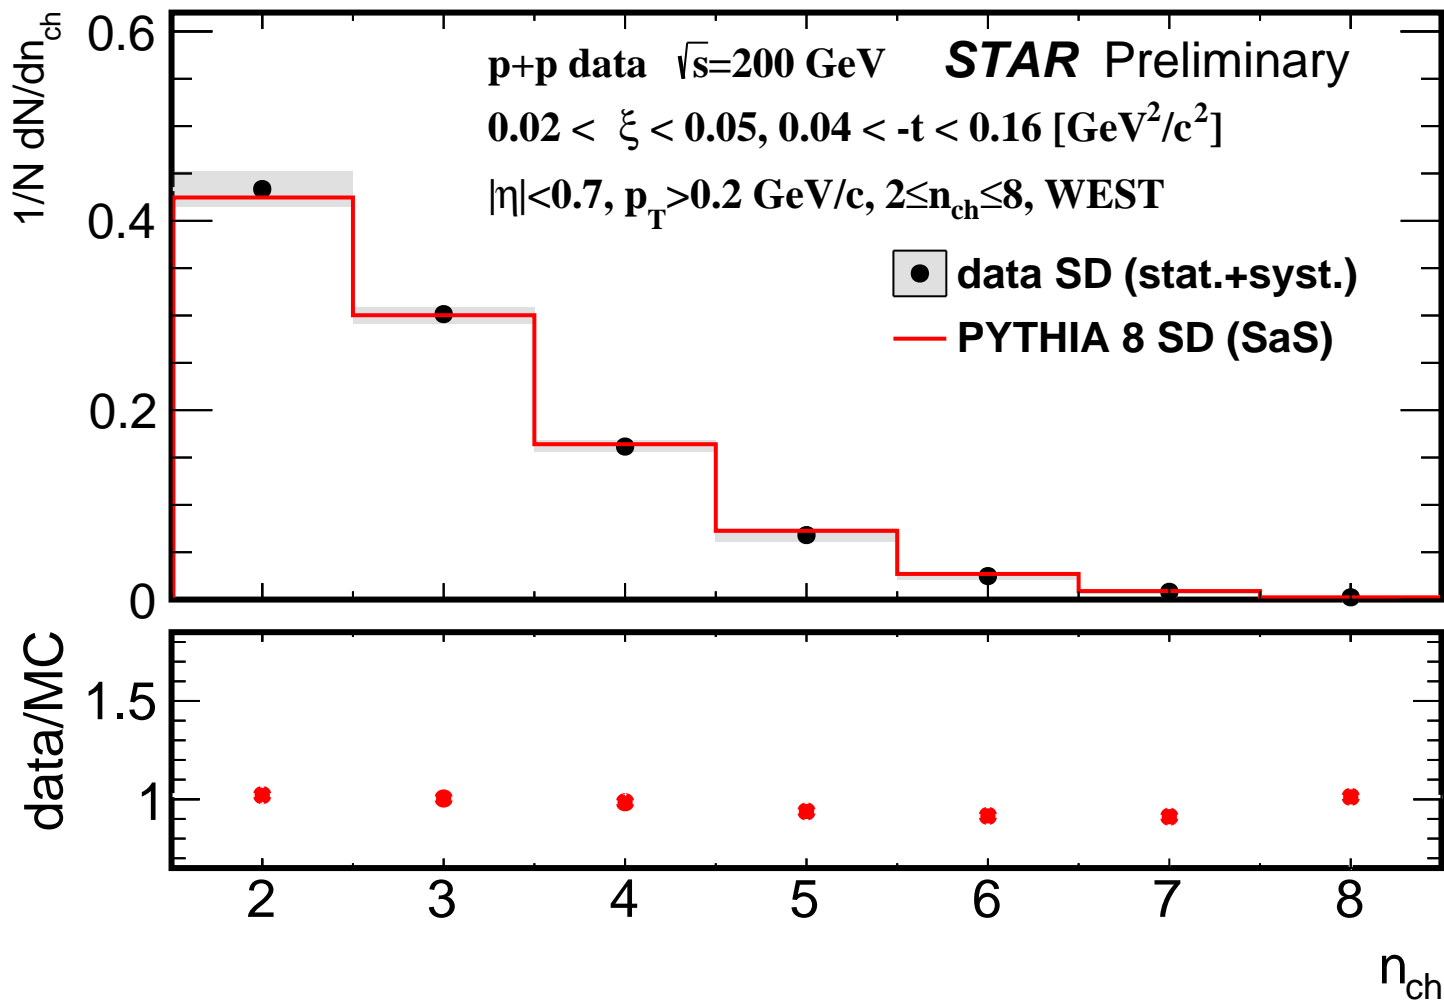 1/N dN/dn_ch
0.6
0.4
0.2
0
p+p data √s=200 GeV STAR Preliminary
0.02 < ξ < 0.05, 0.04 < -t < 0.16 [GeV²/c²]
|η|<0.7, p_T>0.2 GeV/c, 2≤n_ch≤8, WEST
data SD (stat.+syst.)
PYTHIA 8 SD (SaS)
data/MC
1.5
1
2 3 4 5 6 7 8
n_ch